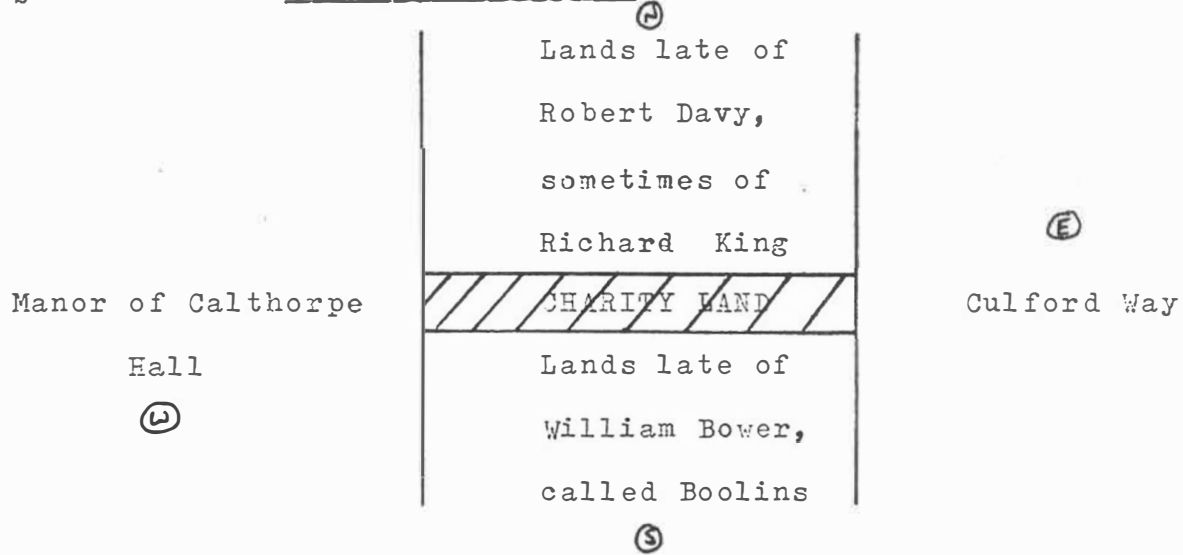 N
Lands late of
Robert Davy,
sometimes of
Richard King
E
Manor of Calthorpe
CHARITY LAND
Culford Way
Hall
Lands late of
W
William Bower,
called Boolins
S